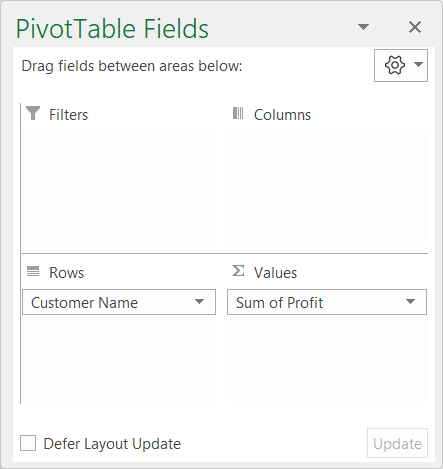 PivotTable Fields
Drag fields between areas below:
Filters
Columns
Rows
Values
Customer Name
Sum of Profit
Defer Layout Update
Update